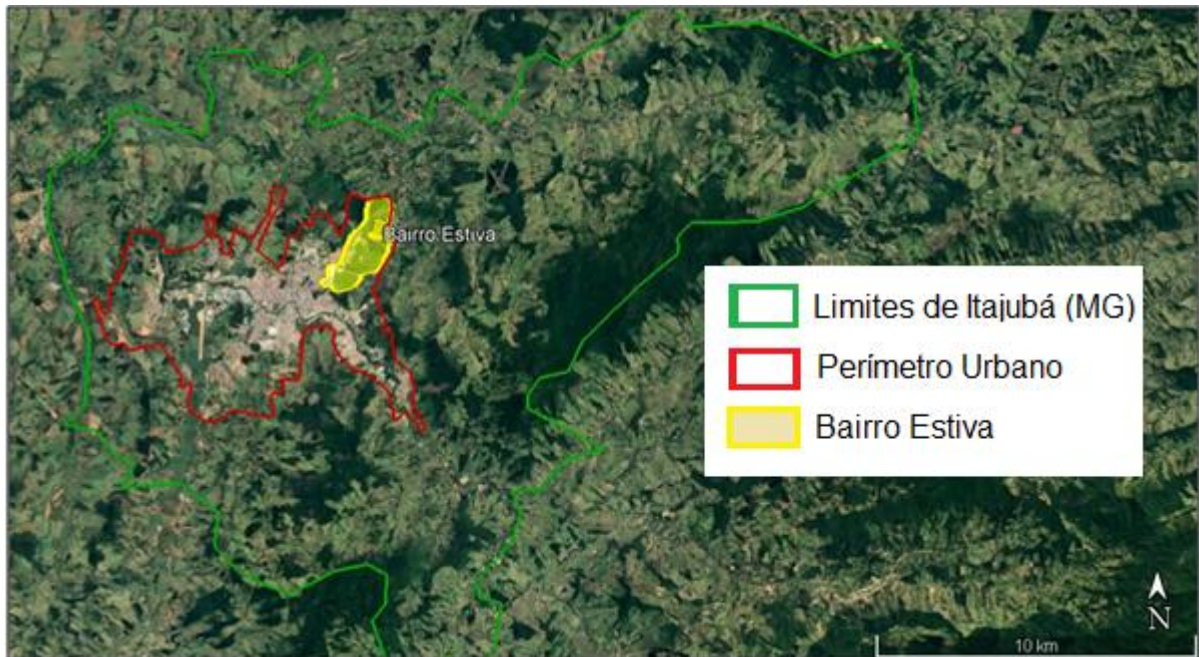 Bairro Estiva
Limites de Itajubá (MG)
Perímetro Urbano
Bairro Estiva
N
10 km